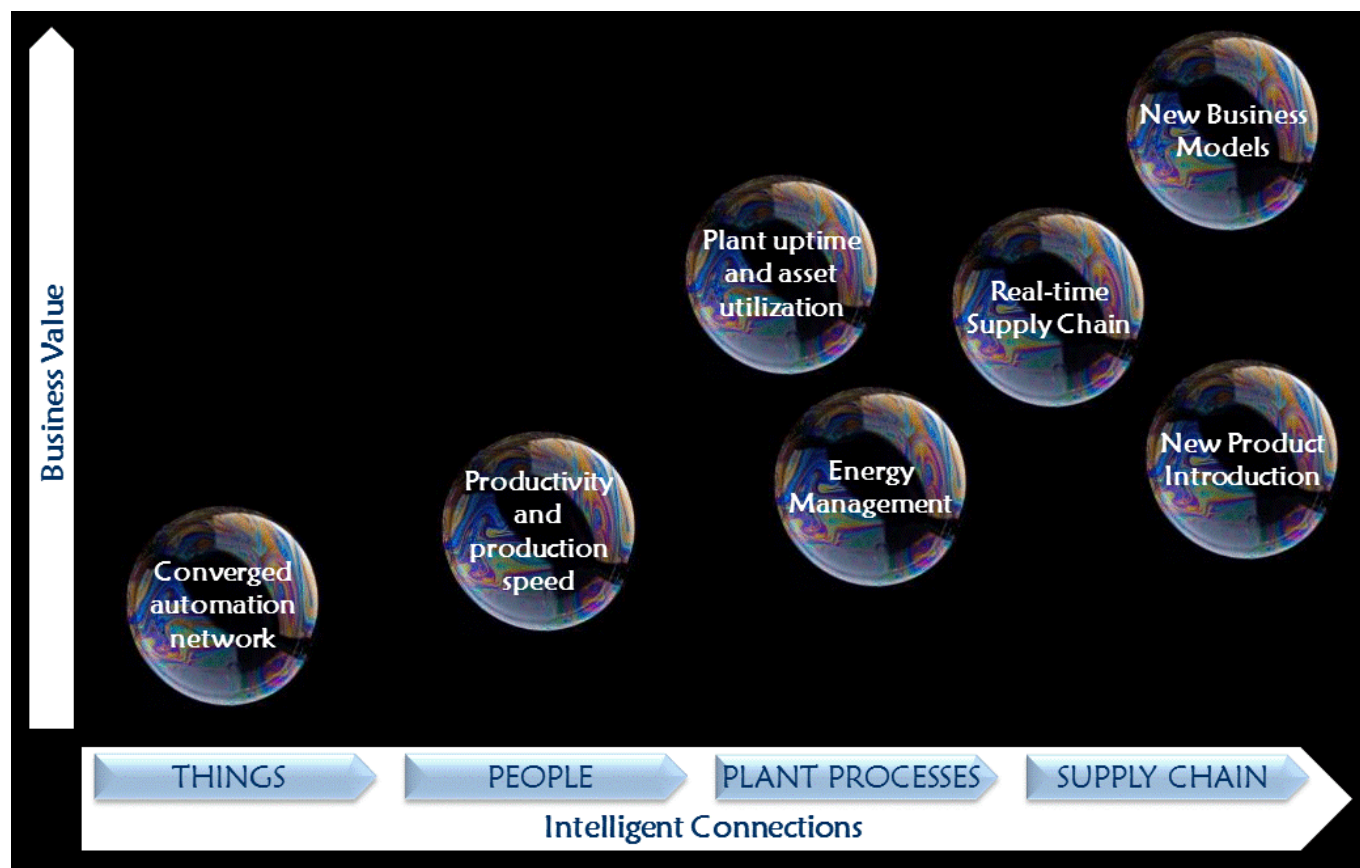 New Business
Models
Plant uptime
and asset
utilization
Real-time
Supply Chain
New Product
Introduction
Energy
Management
Productivity
and
production
speed
Converged
automation
network
Business Value
THINGS
PEOPLE
PLANT PROCESSES
SUPPLY CHAIN
Intelligent Connections